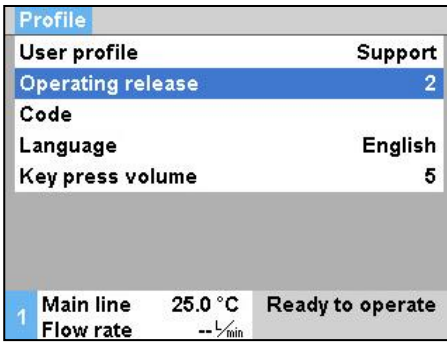 Profile
User profile Support
Operating release 2
Code
Language English
Key press volume 5
1 Main line 25.0 °C Ready to operate
Flow rate -- L/min